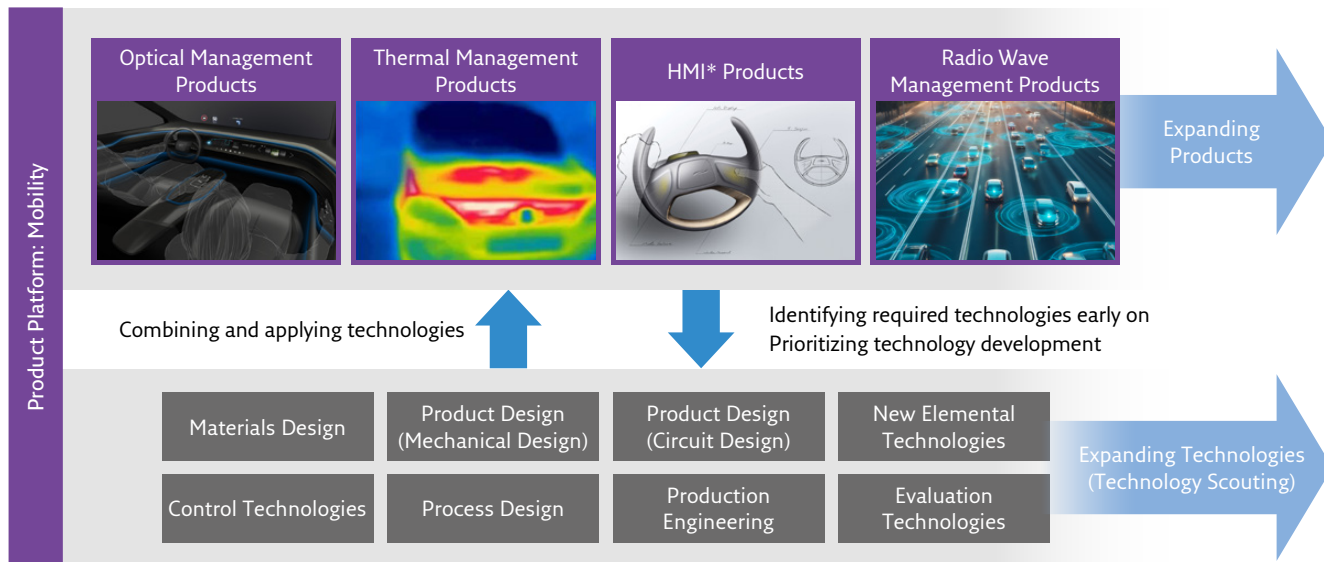 Product Platform: Mobility
Optical Management
Products
Thermal Management
Products
HMI* Products
Radio Wave
Management Products
Expanding
Products
Combining and applying technologies
Identifying required technologies early on
Prioritizing technology development
Materials Design
Product Design
(Mechanical Design)
Product Design
(Circuit Design)
New Elemental
Technologies
Control Technologies
Process Design
Production
Engineering
Evaluation
Technologies
Expanding Technologies
(Technology Scouting)